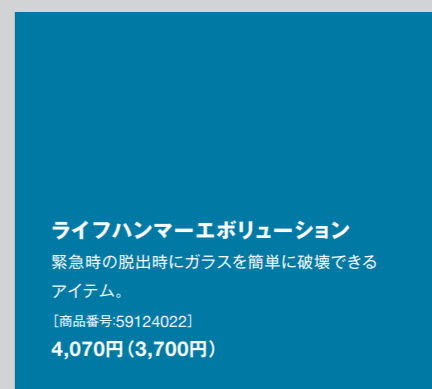 ライフハンマーエボリューション
緊急時の脱出時にガラスを簡単に破壊できる
アイテム。
[商品番号:59124022]
4,070円(3,700円)